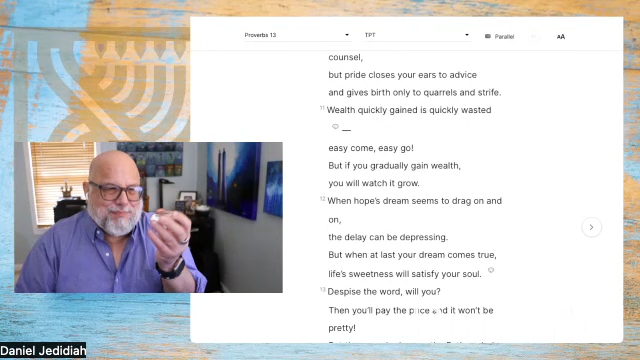 Proverbs 13
TPT
Parallel
AA
counsel,
but pride closes your ears to advice
and gives birth only to quarrels and strife.
11 Wealth quickly gained is quickly wasted
—
easy come, easy go!
But if you gradually gain wealth,
you will watch it grow.
12 When hope's dream seems to drag on and
on,
the delay can be depressing.
But when at last your dream comes true,
life's sweetness will satisfy your soul.
13 Despise the word, will you?
Then you'll pay the price and it won't be
pretty!
Daniel Jedidiah